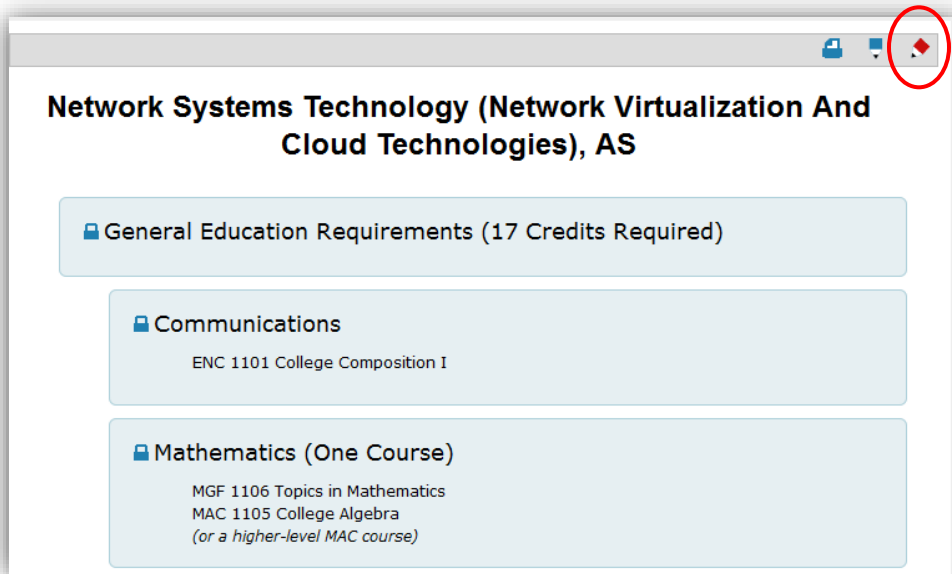 Network Systems Technology (Network Virtualization And
Cloud Technologies), AS
General Education Requirements (17 Credits Required)
Communications
ENC 1101 College Composition I
Mathematics (One Course)
MGF 1106 Topics in Mathematics
MAC 1105 College Algebra
(or a higher-level MAC course)